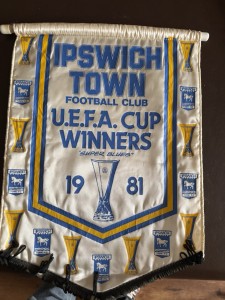 IPSWICH
TOWN
FOOTBALL CLUB
U.E.F.A. CUP
WINNERS
"SUPER BLUES"
19 81